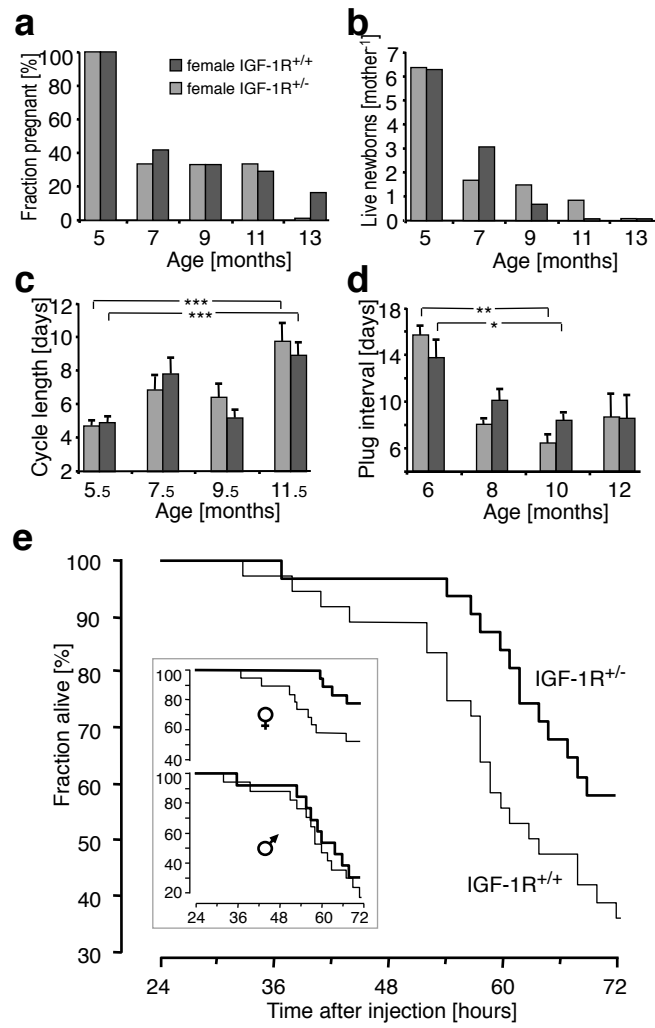 a
Fraction pregnant [%]
100
80
60
40
20
0
female IGF-1R+/+
female IGF-1R+/-
5 7 9 11 13
Age [months]
b
Live newborns [mother-1]
7
6
5
4
3
2
1
0
5 7 9 11 13
Age [months]
c
Cycle length [days]
12
10
8
6
4
2
***
***
5.5 7.5 9.5 11.5
Age [months]
d
Plug interval [days]
18
14
10
6
**
*
6 8 10 12
Age [months]
e
Fraction alive [%]
100
90
80
70
60
50
40
30
IGF-1R+/-
IGF-1R+/+
100
80
60
40
♀
100
80
60
40
20
♂
24 36 48 60 72
24 36 48 60 72
Time after injection [hours]